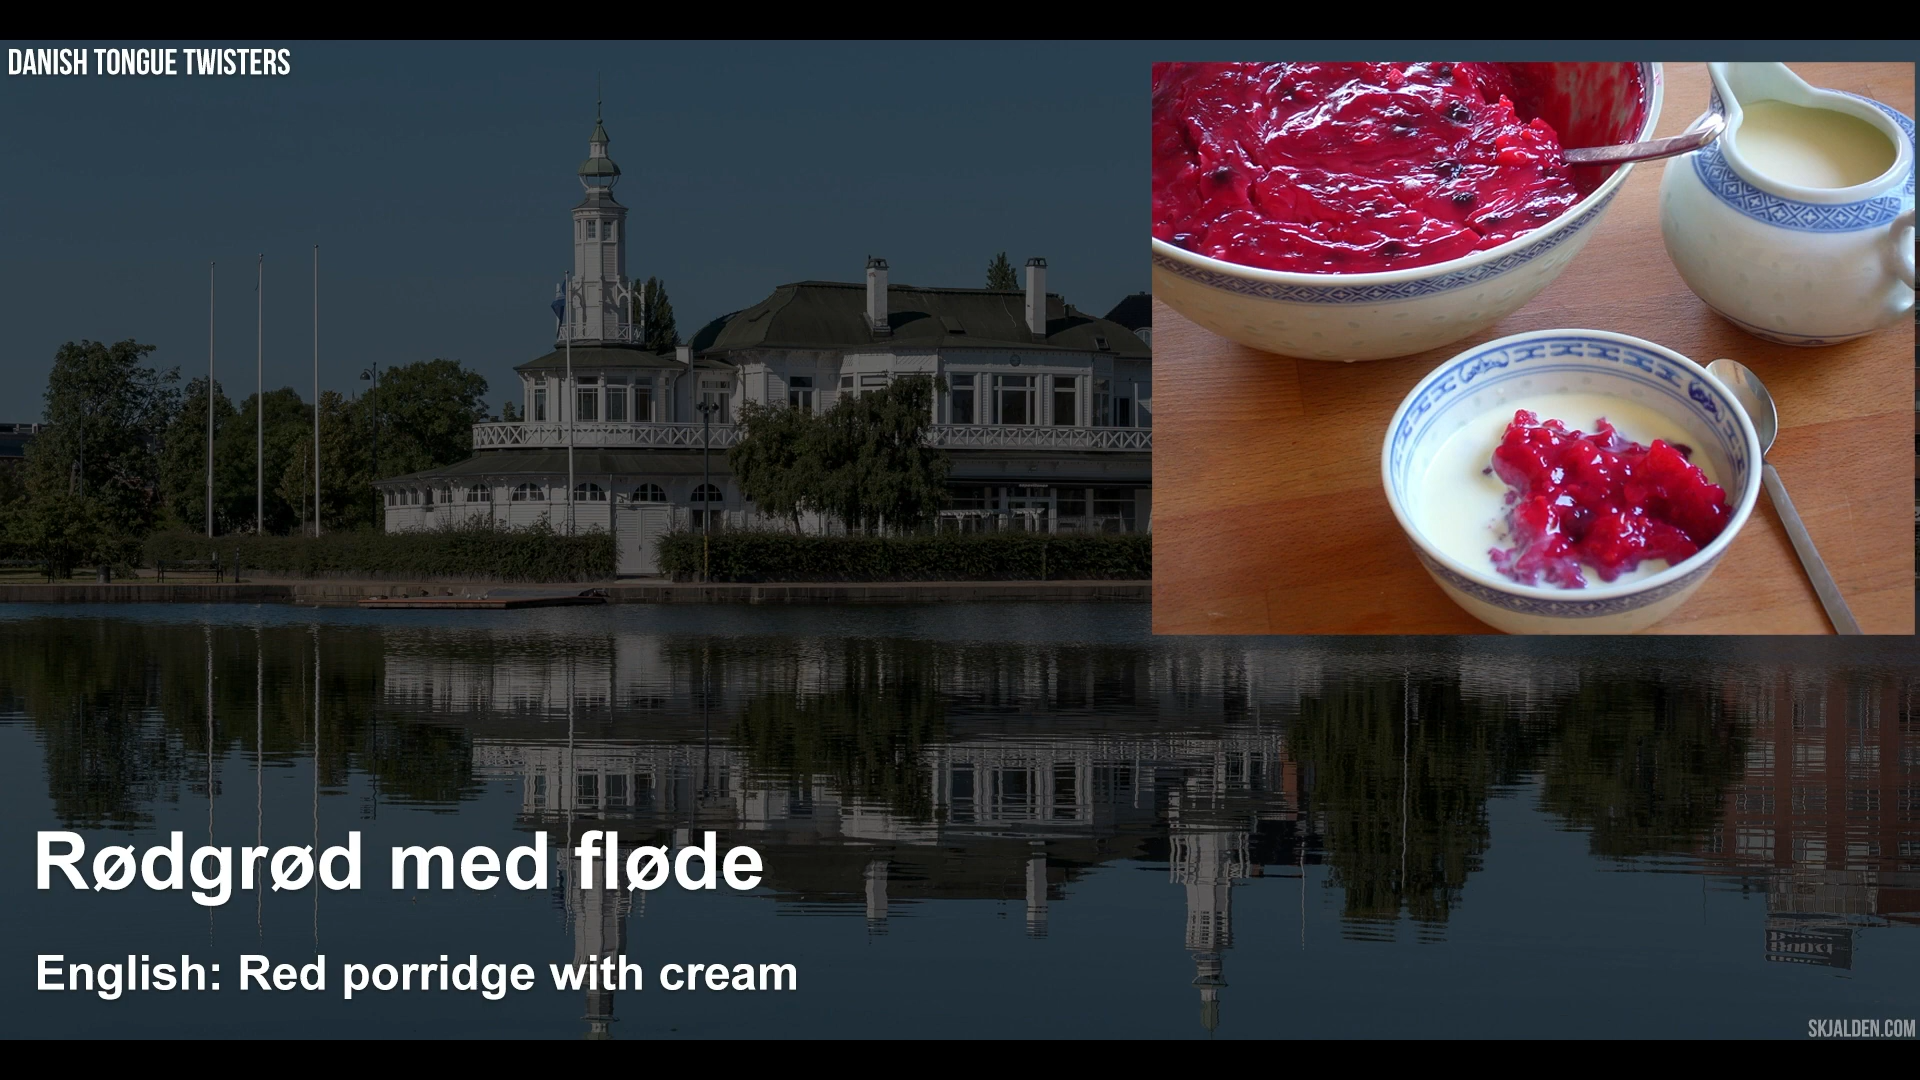 DANISH TONGUE TWISTERS
Rødgrød med fløde
English: Red porridge with cream
SKJALDEN.COM